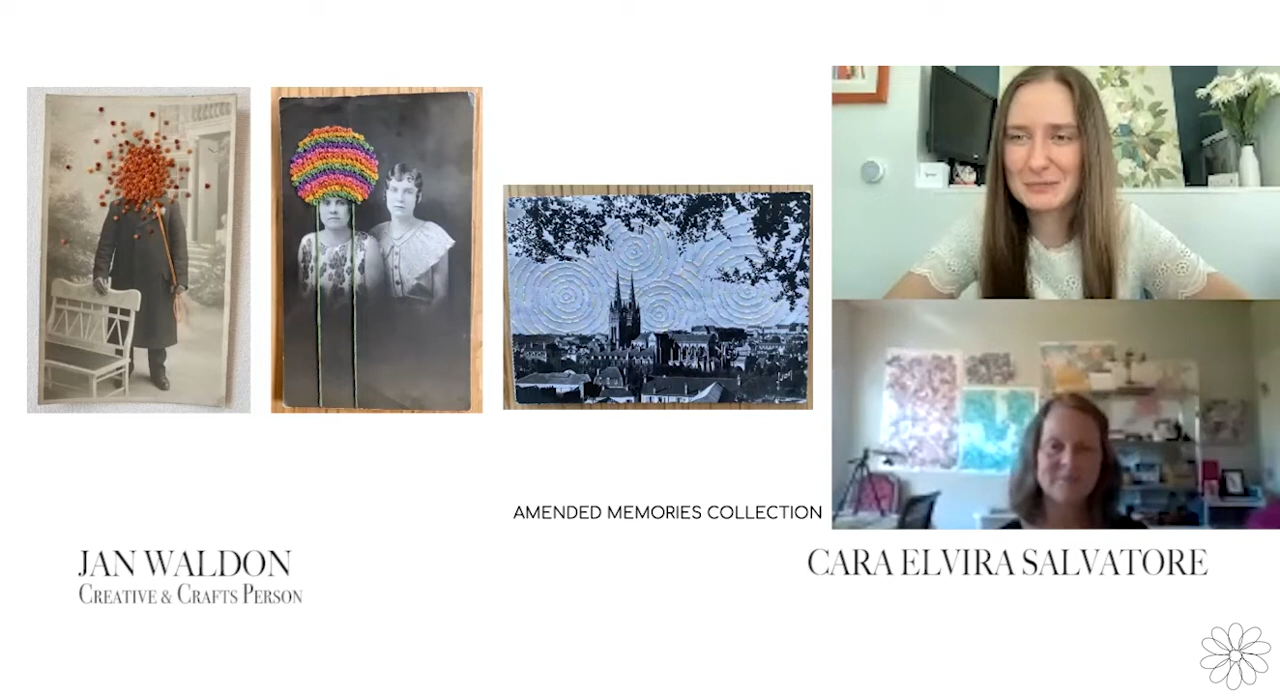 AMENDED MEMORIES COLLECTION
JAN WALDON
CREATIVE & CRAFTS PERSON
CARA ELVIRA SALVATORE